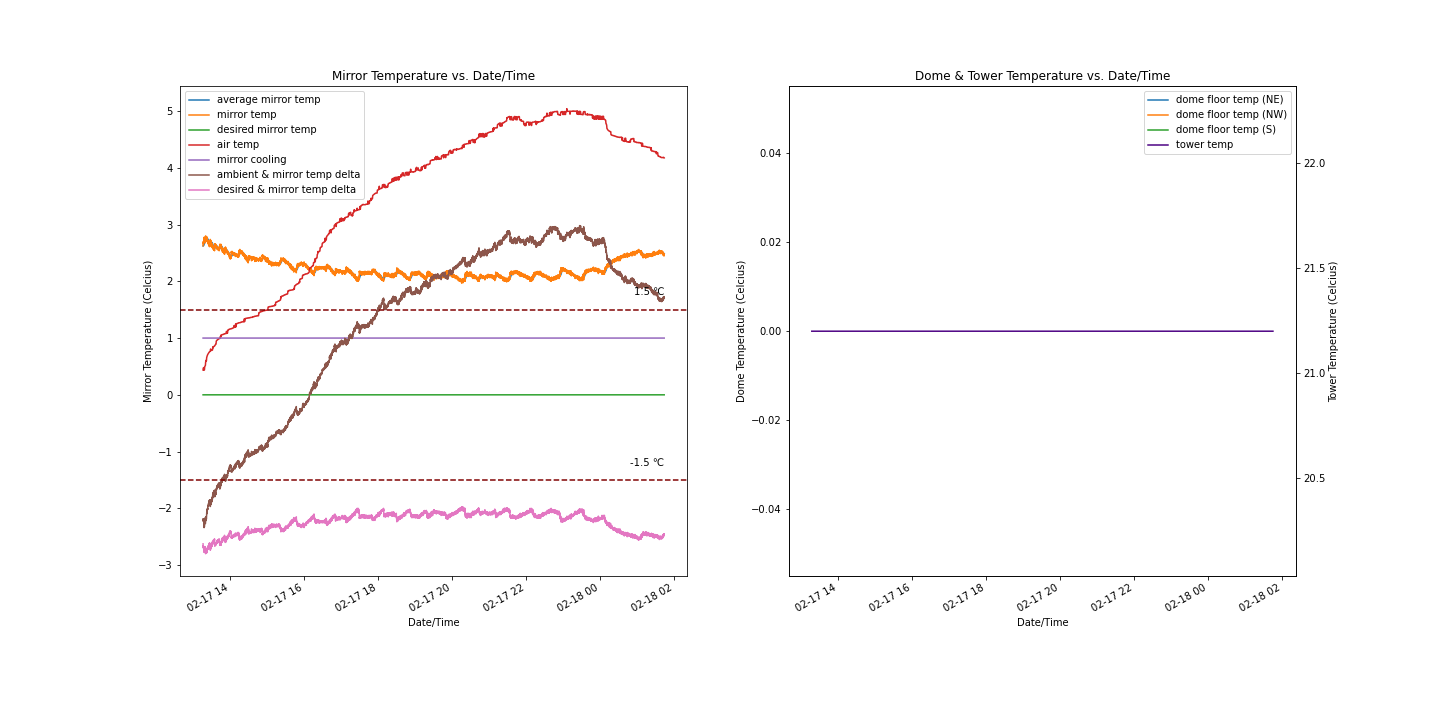 Mirror Temperature vs. Date/Time
average mirror temp
mirror temp
desired mirror temp
air temp
mirror cooling
ambient & mirror temp delta
desired & mirror temp delta
5
4
3
2
1
0
−1
−2
−3
Mirror Temperature (Celcius)
1.5 ℃
-1.5 ℃
02-17 14
02-17 16
02-17 18
02-17 20
02-17 22
02-18 00
02-18 02
Date/Time
Dome & Tower Temperature vs. Date/Time
dome floor temp (NE)
dome floor temp (NW)
dome floor temp (S)
tower temp
0.04
0.02
0.00
−0.02
−0.04
Dome Temperature (Celcius)
22.0
21.5
21.0
20.5
Tower Temperature (Celcius)
02-17 14
02-17 16
02-17 18
02-17 20
02-17 22
02-18 00
02-18 02
Date/Time